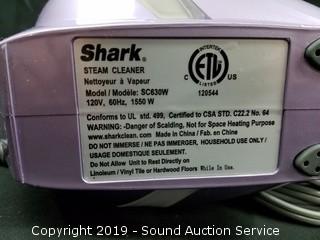 Shark®
STEAM CLEANER
Nettoyeur à Vapeur
Model / Modèle: SC630W
120V, 60Hz, 1550 W
INTERTEK
C ETL US
LISTED
120544
Conforms to UL std. 499, Certified to CSA STD. C22.2 No. 64
WARNING-Danger of Scalding, Not for Space Heating Purpose
www.sharkclean.com. Made in China / Fab. en China
DO NOT IMMERSE / NE PAS IMMERGER, HOUSEHOLD USE ONLY /
USAGE DOMESTIQUE SEULEMENT.
Do Not Allow Unit to Rest Directly on
Linoleum / Vinyl Tile or Hardwood Floors While In Use.
Copyright 2019 - Sound Auction Service